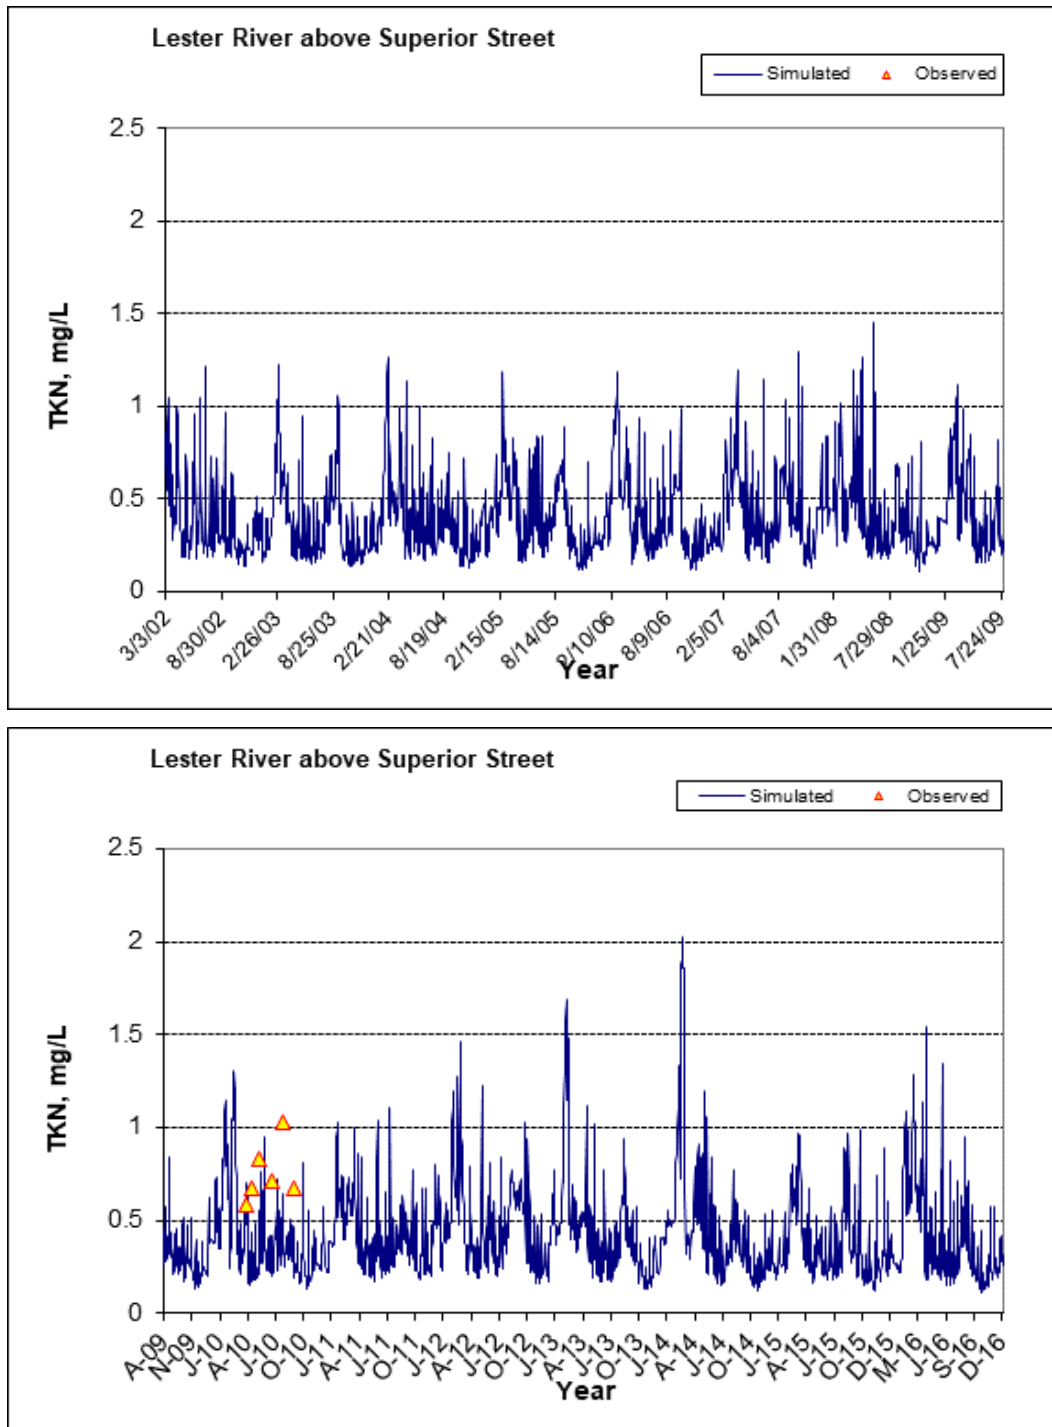 Lester River above Superior Street
Simulated Observed
2.5
2
1.5
1
0.5
0
TKN, mg/L
3/3/02 8/30/02 2/26/03 8/25/03 2/21/04 8/19/04 2/15/05 8/14/05 2/10/06 8/9/06 2/5/07 8/4/07 1/31/08 7/29/08 1/25/09 7/24/09
Year
Lester River above Superior Street
Simulated Observed
2.5
2
1.5
1
0.5
0
TKN, mg/L
A-09 N-09 J-10 A-10 J-10 O-10 J-11 A-11 J-11 O-11 J-12 A-12 J-12 O-12 J-13 A-13 J-13 O-13 J-14 A-14 J-14 O-14 J-15 A-15 J-15 O-15 D-15 M-16 J-16 S-16 D-16
Year